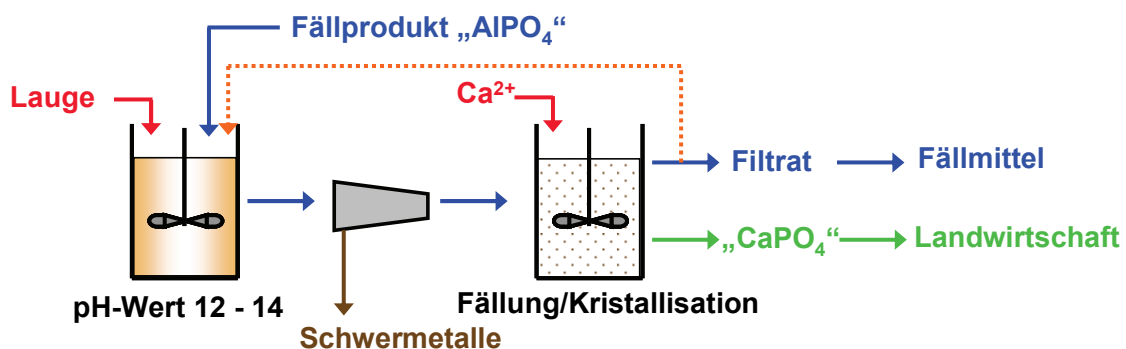 Fällprodukt „AlPO₄“
Lauge
Ca²⁺
Filtrat
Fällmittel
„CaPO₄“
Landwirtschaft
pH-Wert 12 - 14
Fällung/Kristallisation
Schwermetalle